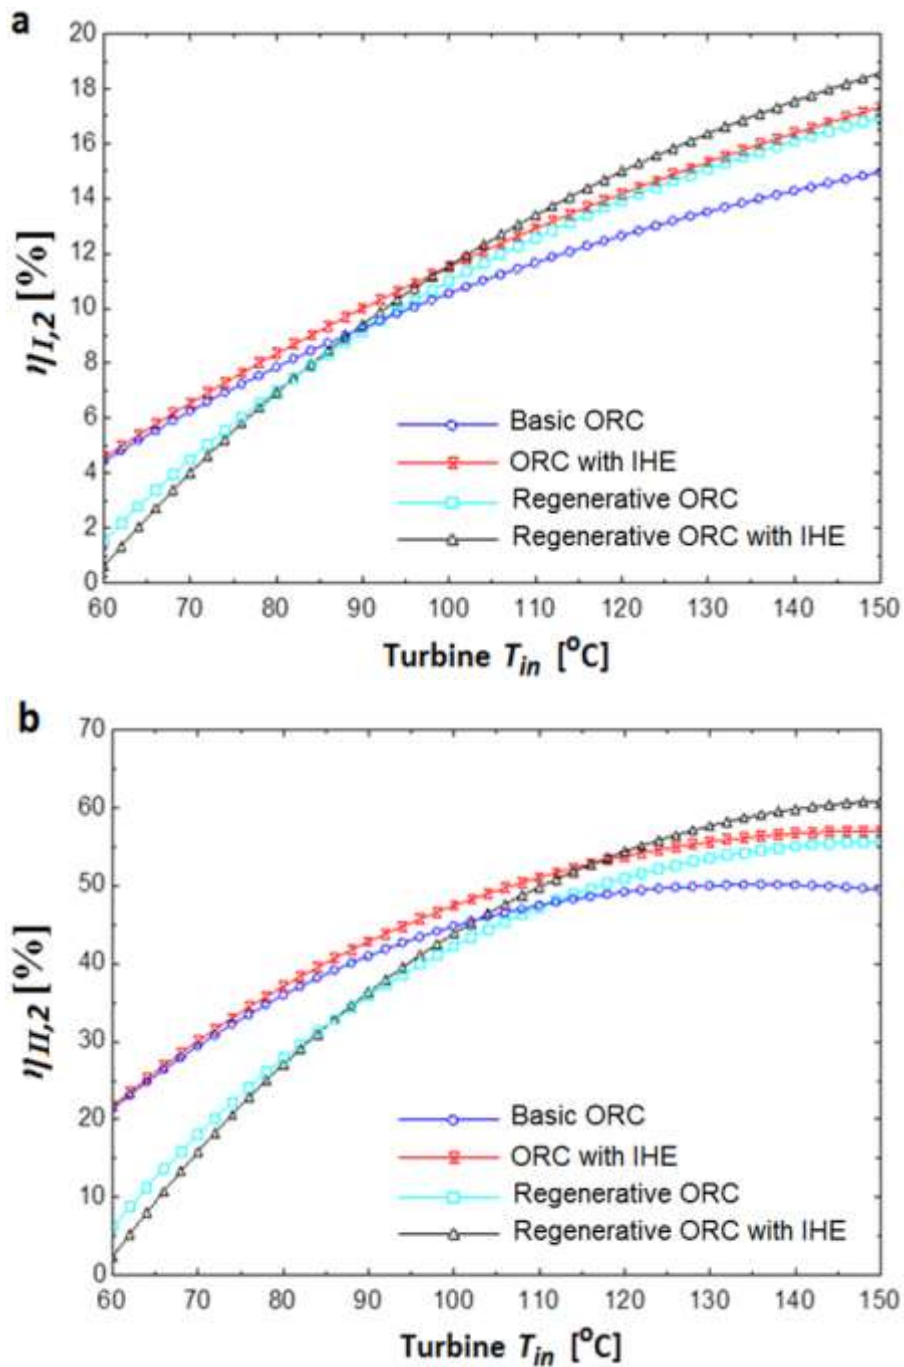 a
20
18
16
14
12
10
8
6
4
2
0
ηI,2 [%]
Basic ORC
ORC with IHE
Regenerative ORC
Regenerative ORC with IHE
60 70 80 90 100 110 120 130 140 150
Turbine Tin [°C]
b
70
60
50
40
30
20
10
0
ηII,2 [%]
Basic ORC
ORC with IHE
Regenerative ORC
Regenerative ORC with IHE
60 70 80 90 100 110 120 130 140 150
Turbine Tin [°C]